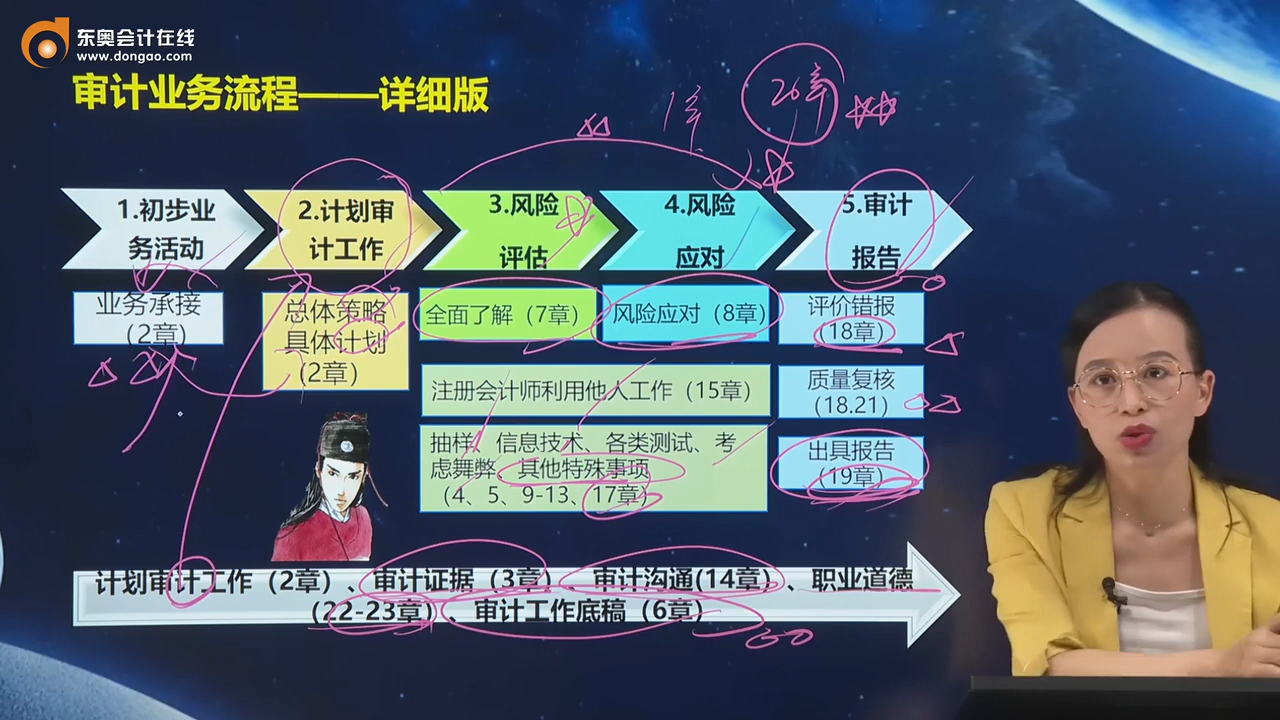 东奥会计在线
www.dongao.com
审计业务流程——详细版
1章
26章
1.初步业
务活动
2.计划审
计工作
3.风险
评估
4.风险
应对
5.审计
报告
业务承接
(2章)
总体策略
具体计划
(2章)
全面了解（7章）
风险应对（8章）
评价错报
(18章)
注册会计师利用他人工作（15章）
质量复核
(18.21)
抽样、信息技术、各类测试、考
虑舞弊、其他特殊事项
（4、5、9-13、17章）
出具报告
(19章)
计划审计工作（2章）、审计证据（3章）、审计沟通(14章）、职业道德
（22-23章）、审计工作底稿（6章）